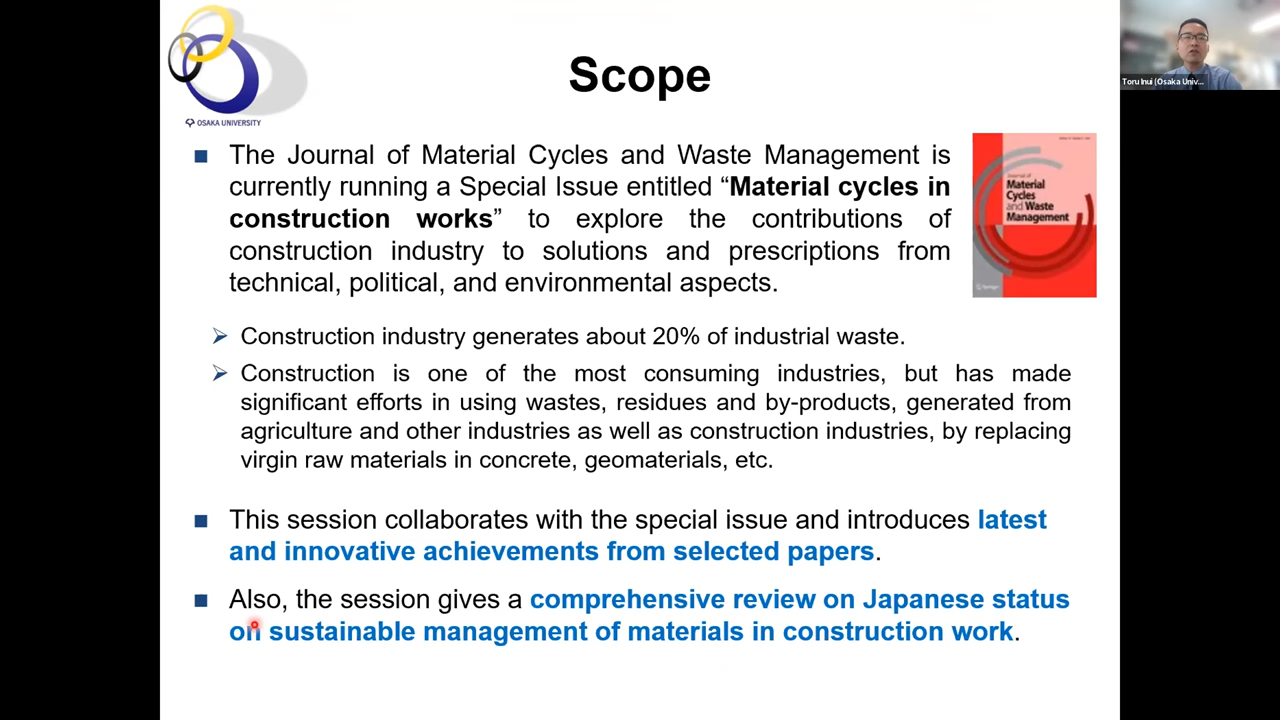 OSAKA UNIVERSITY
Scope
Toru Inui (Osaka Univ...
■ The Journal of Material Cycles and Waste Management is
currently running a Special Issue entitled “Material cycles in
construction works” to explore the contributions of
construction industry to solutions and prescriptions from
technical, political, and environmental aspects.
Journal of
Material
Cycles
and Waste
Management
Springer
➢ Construction industry generates about 20% of industrial waste.
➢ Construction is one of the most consuming industries, but has made
significant efforts in using wastes, residues and by-products, generated from
agriculture and other industries as well as construction industries, by replacing
virgin raw materials in concrete, geomaterials, etc.
■ This session collaborates with the special issue and introduces latest
and innovative achievements from selected papers.
■ Also, the session gives a comprehensive review on Japanese status
on sustainable management of materials in construction work.